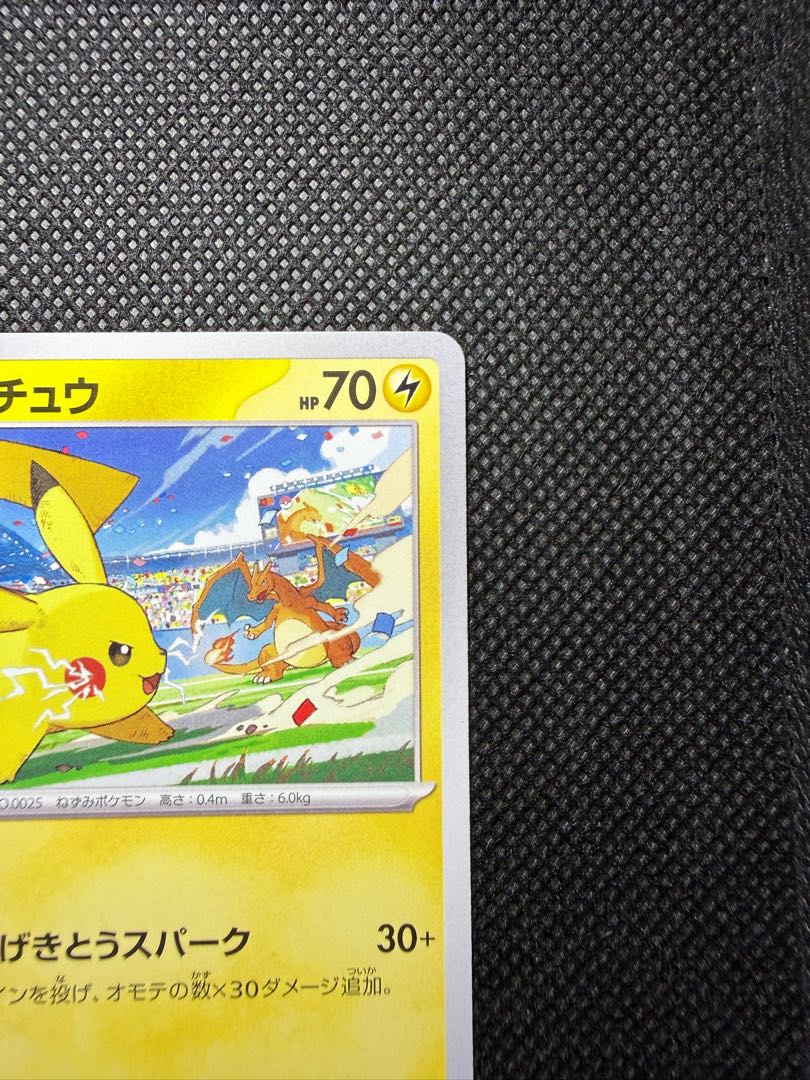 チュウ HP70
O.0025 ねずみポケモン 高さ:0.4m 重さ:6.0kg
げきとうスパーク 30+
インを投げ、オモテの数×30ダメージ追加。